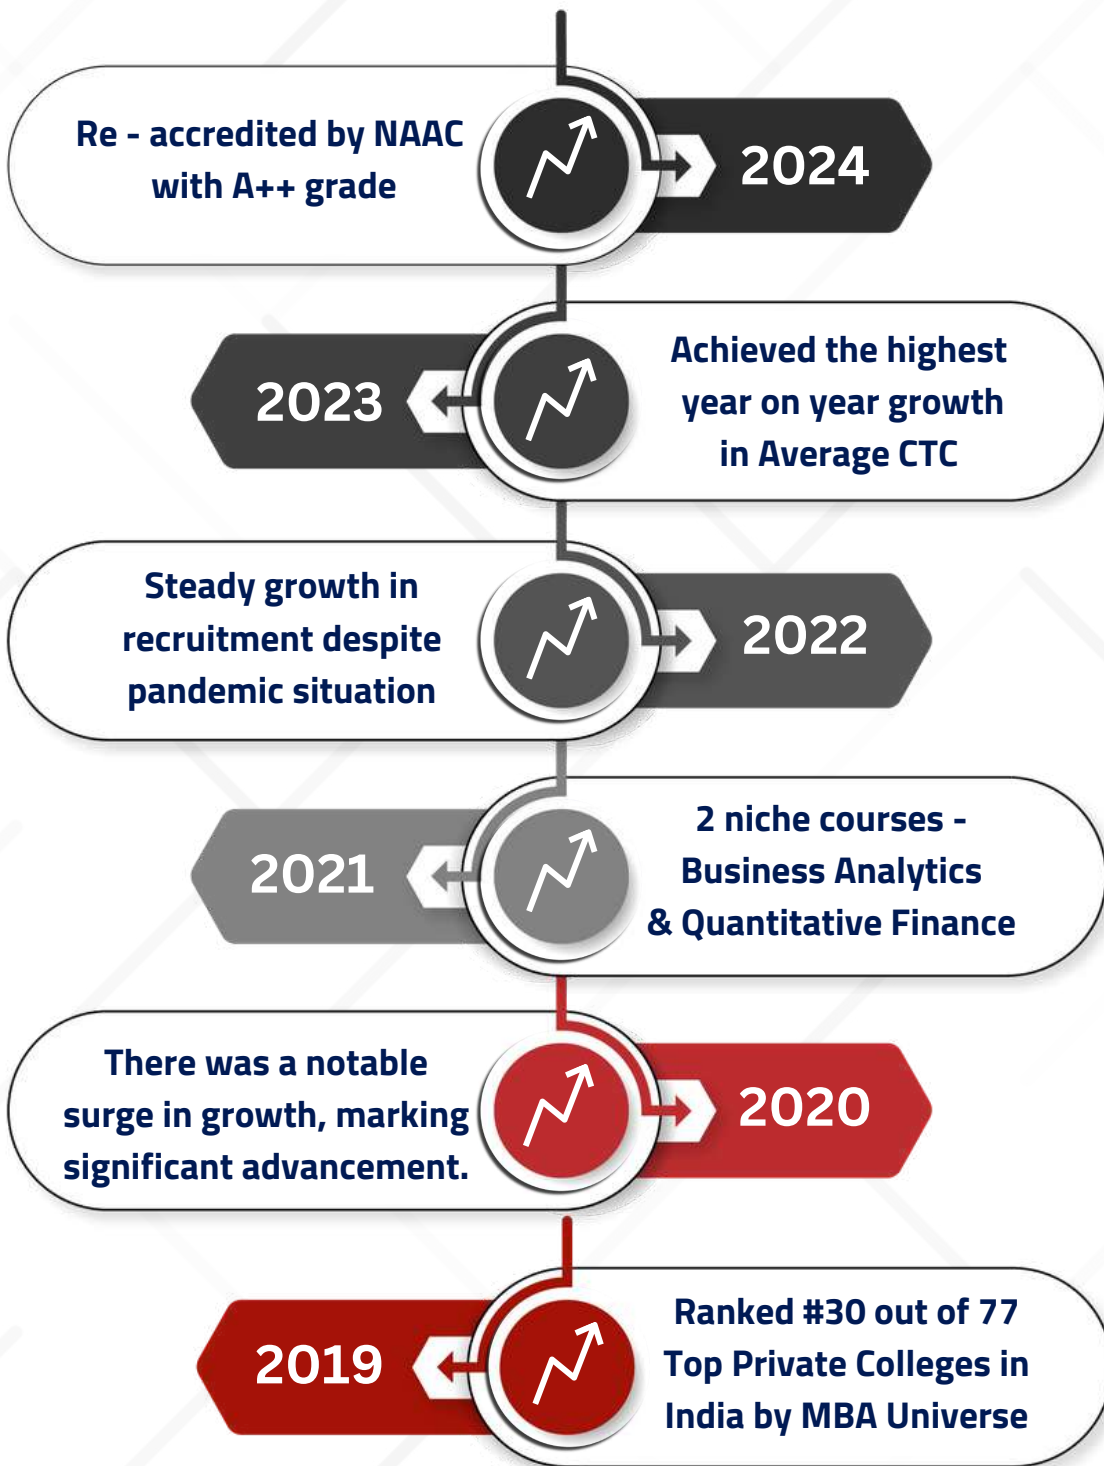 Re - accredited by NAAC
with A++ grade
2024
2023
Achieved the highest
year on year growth
in Average CTC
Steady growth in
recruitment despite
pandemic situation
2022
2021
2 niche courses -
Business Analytics
& Quantitative Finance
There was a notable
surge in growth, marking
significant advancement.
2020
2019
Ranked #30 out of 77
Top Private Colleges in
India by MBA Universe